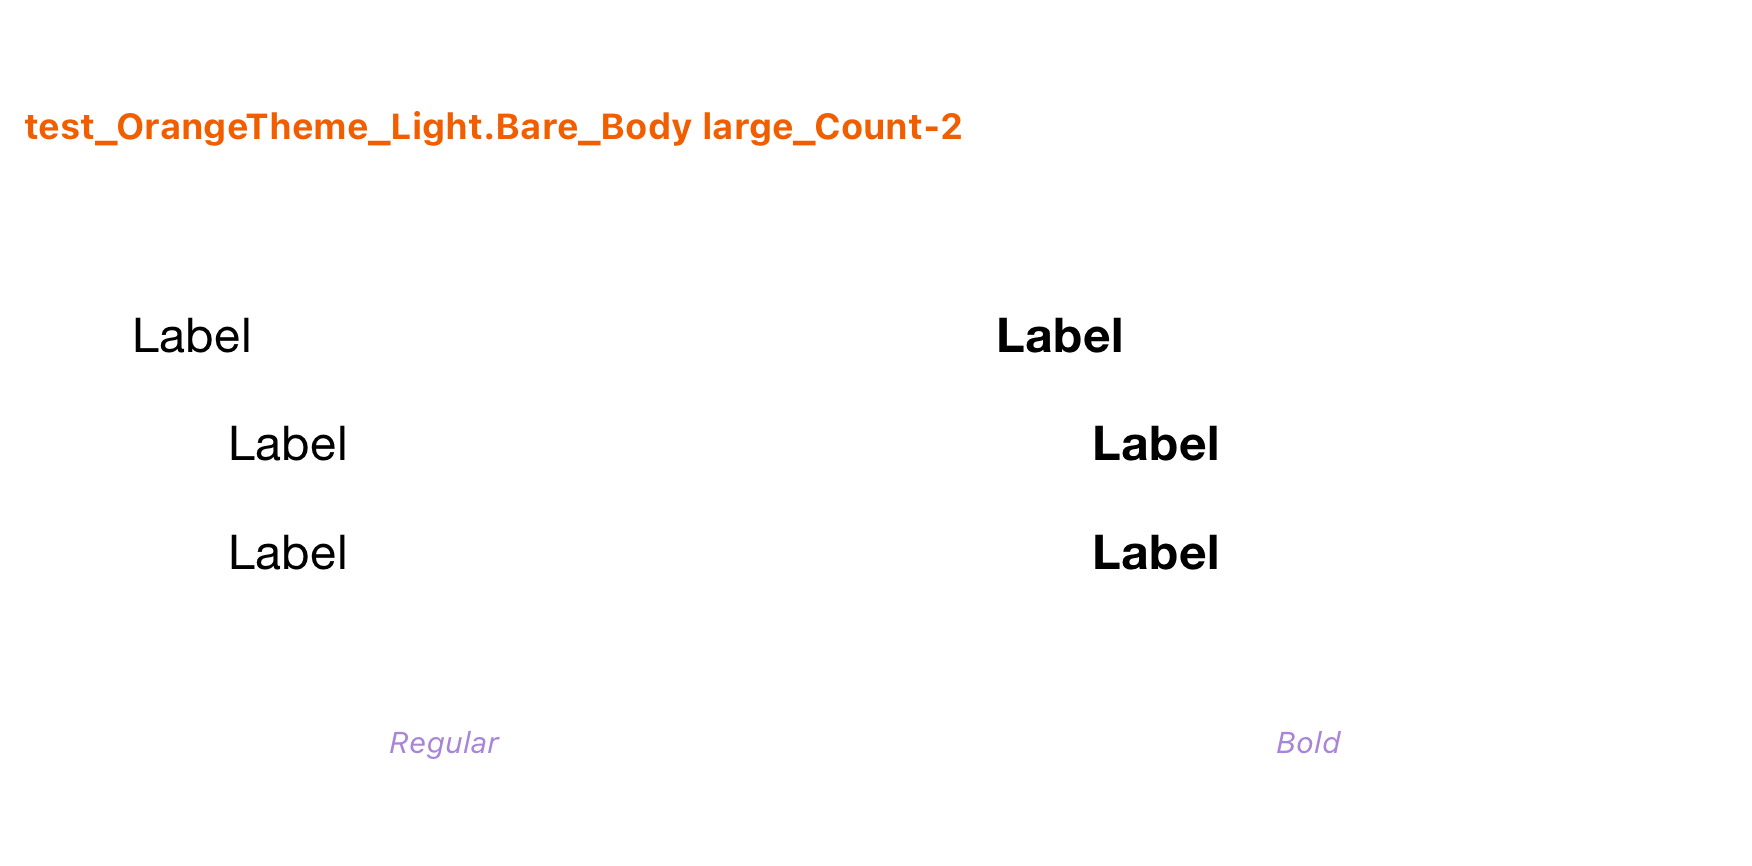 test_OrangeTheme_Light.Bare_Body large_Count-2
Label
Label
Label
Label
Label
Label
Regular
Bold